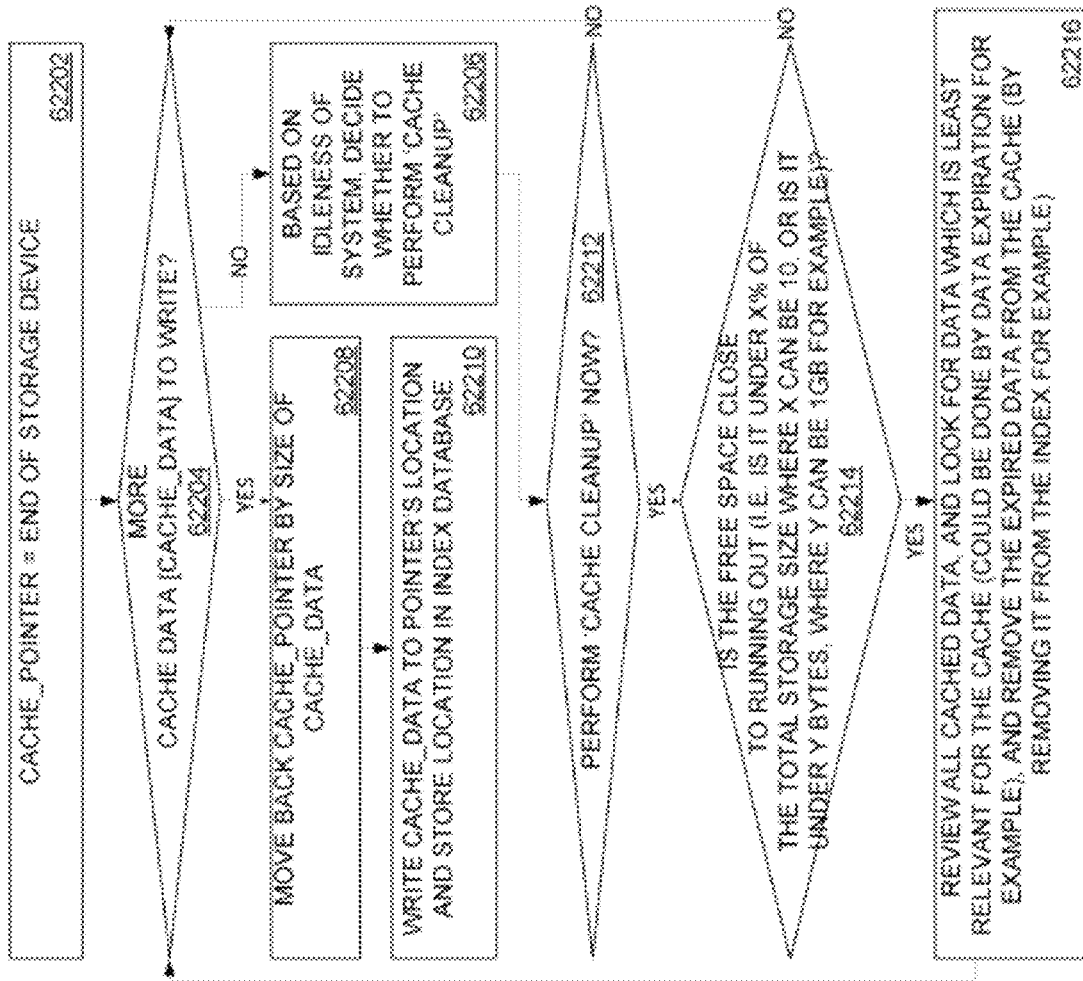 CACHE_POINTER = END OF STORAGE DEVICE
62202
MORE
CACHE DATA [CACHE_DATA] TO WRITE?
62204
YES
NO
MOVE BACK CACHE_POINTER BY SIZE OF
CACHE_DATA
62208
WRITE CACHE_DATA TO POINTER'S LOCATION
AND STORE LOCATION IN INDEX DATABASE
62210
BASED ON
IDLENESS OF
SYSTEM, DECIDE
WHETHER TO
PERFORM 'CACHE
CLEANUP'
62206
PERFORM 'CACHE CLEANUP' NOW? 62212
NO
YES
IS THE FREE SPACE CLOSE
TO RUNNING OUT (I.E. IS IT UNDER X% OF
THE TOTAL STORAGE SIZE WHERE X CAN BE 10, OR IS IT
UNDER Y BYTES, WHERE Y CAN BE 1GB FOR EXAMPLE)?
62214
NO
YES
REVIEW ALL CACHED DATA, AND LOOK FOR DATA WHICH IS LEAST
RELEVANT FOR THE CACHE (COULD BE DONE BY DATA EXPIRATION FOR
EXAMPLE), AND REMOVE THE EXPIRED DATA FROM THE CACHE (BY
REMOVING IT FROM THE INDEX FOR EXAMPLE)
62216